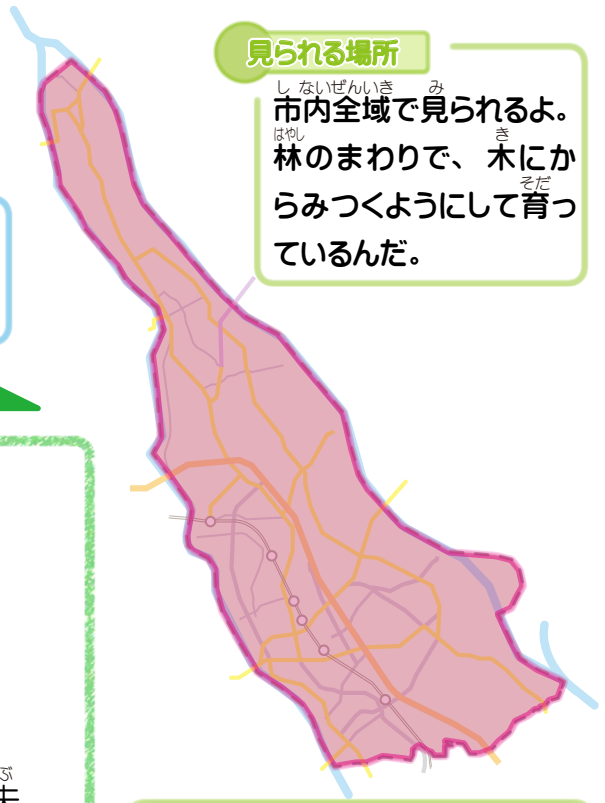 見られる場所
市内全域で見られるよ。
林のまわりで、木にか
らみつくようにして育っ
ているんだ。